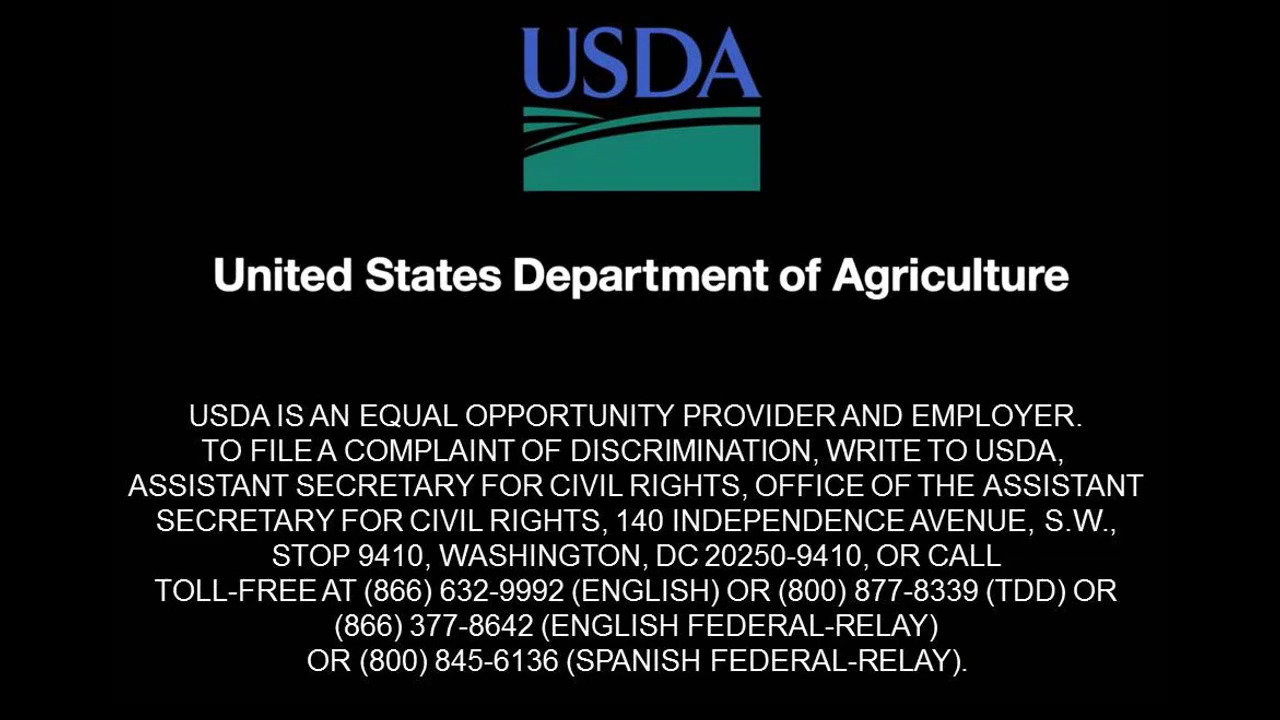 USDA
United States Department of Agriculture
USDA IS AN EQUAL OPPORTUNITY PROVIDER AND EMPLOYER.
TO FILE A COMPLAINT OF DISCRIMINATION, WRITE TO USDA,
ASSISTANT SECRETARY FOR CIVIL RIGHTS, OFFICE OF THE ASSISTANT
SECRETARY FOR CIVIL RIGHTS, 140 INDEPENDENCE AVENUE, S.W.,
STOP 9410, WASHINGTON, DC 20250-9410, OR CALL
TOLL-FREE AT (866) 632-9992 (ENGLISH) OR (800) 877-8339 (TDD) OR
(866) 377-8642 (ENGLISH FEDERAL-RELAY)
OR (800) 845-6136 (SPANISH FEDERAL-RELAY).